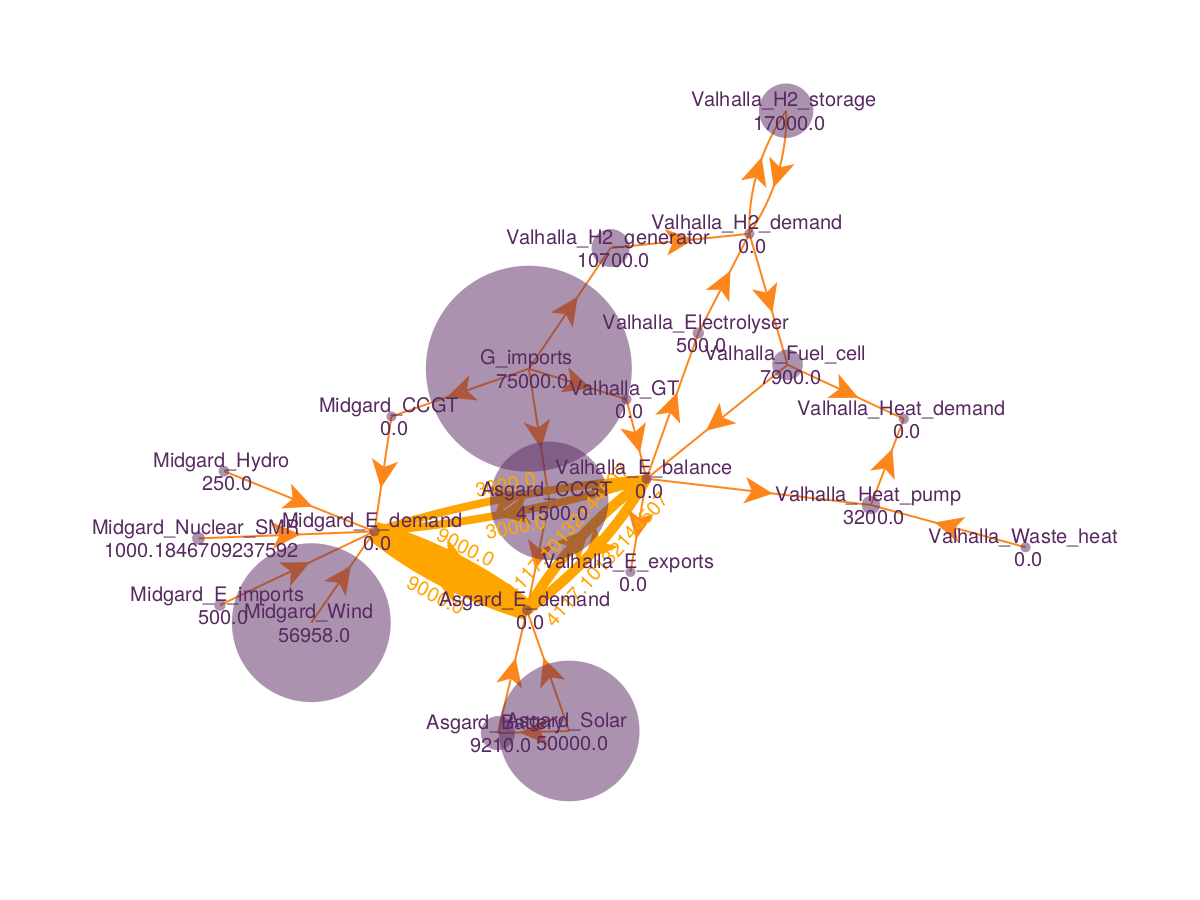 Valhalla_H2_storage
17000.0
Valhalla_H2_demand
0.0
Valhalla_H2_generator
10700.0
Valhalla_Electrolyser
500.0
Valhalla_Fuel_cell
7900.0
G_imports
75000.0
Valhalla_GT
0.0
Midgard_CCGT
0.0
Valhalla_Heat_demand
0.0
Midgard_Hydro
250.0
Valhalla_E_balance
0.0
Asgard_CCGT
41500.0
Valhalla_Heat_pump
3200.0
Midgard_Nuclear_SMR
1000.1846709237592
Midgard_E_demand
0.0
3000.0
3000.0
9000.0
9000.0
Valhalla_Waste_heat
0.0
Valhalla_E_exports
0.0
Midgard_E_imports
500.0
Midgard_Wind
56958.0
Asgard_E_demand
0.0
Asgard_Battery
9210.0
Asgard_Solar
50000.0